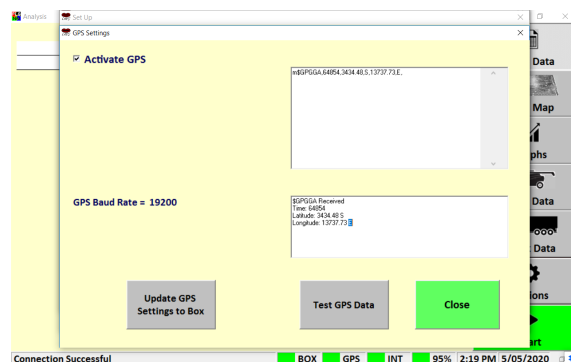 Analysis
Set Up
GPS Settings
Activate GPS
m$GPGGA,64854,3434.48,S,13737.73,E,
Data
Map
phs
GPS Baud Rate = 19200
$GPGGA Received
Time: 64854
Latitude: 3434.48 S
Longitude: 13737.73 E
Data
Data
Update GPS
Settings to Box
Test GPS Data
Close
ions
art
Connection Successful
BOX GPS INT 95% 2:19 PM 5/05/2020